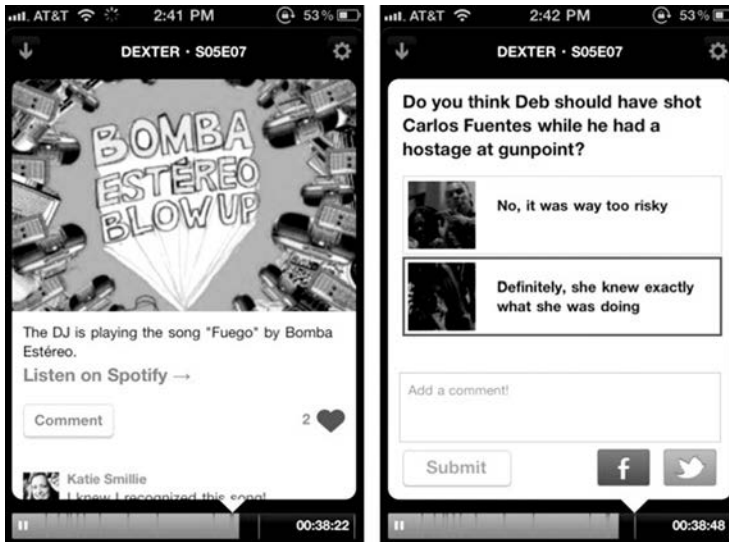 AT&T 2:41 PM 53%
DEXTER · S05E07
BOMBA
ESTÉREO
BLOW UP
The DJ is playing the song "Fuego" by Bomba
Estéreo.
Listen on Spotify →
Comment
2
Katie Smillie
I knew I recognized this song!
00:38:22
AT&T 2:42 PM 53%
DEXTER · S05E07
Do you think Deb should have shot
Carlos Fuentes while he had a
hostage at gunpoint?
No, it was way too risky
Definitely, she knew exactly
what she was doing
Add a comment!
Submit
f
00:38:48